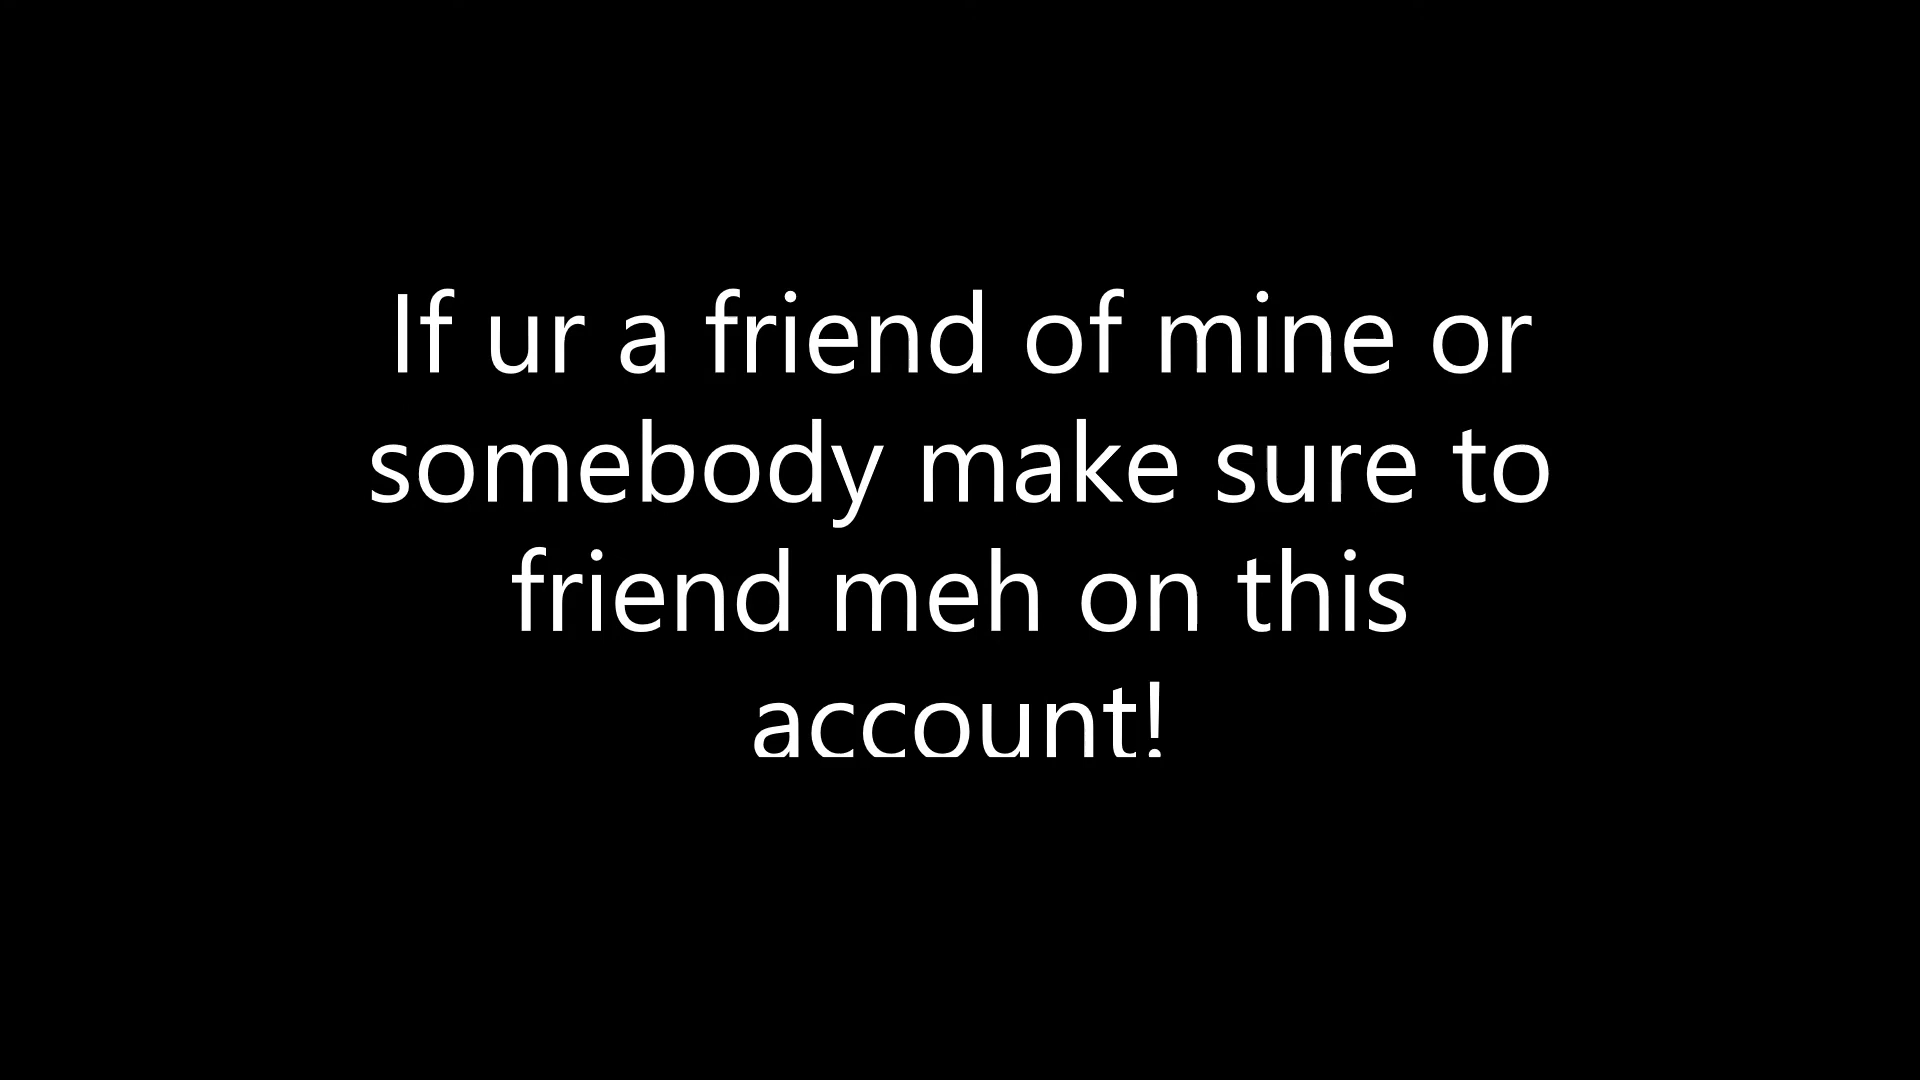 If ur a friend of mine or
somebody make sure to
friend meh on this
account!